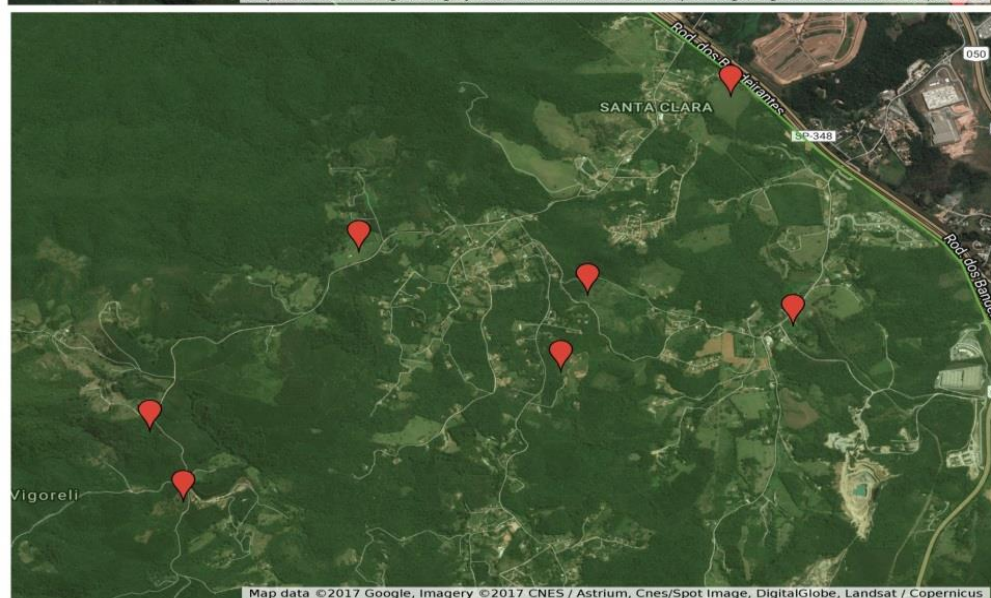 Rod. dos Bandeirantes
050
SANTA CLARA
SP-348
Rod. dos Bande
Vigoreli
Map data ©2017 Google, Imagery ©2017 CNES / Astrium, Cnes/Spot Image, DigitalGlobe, Landsat / Copernicus